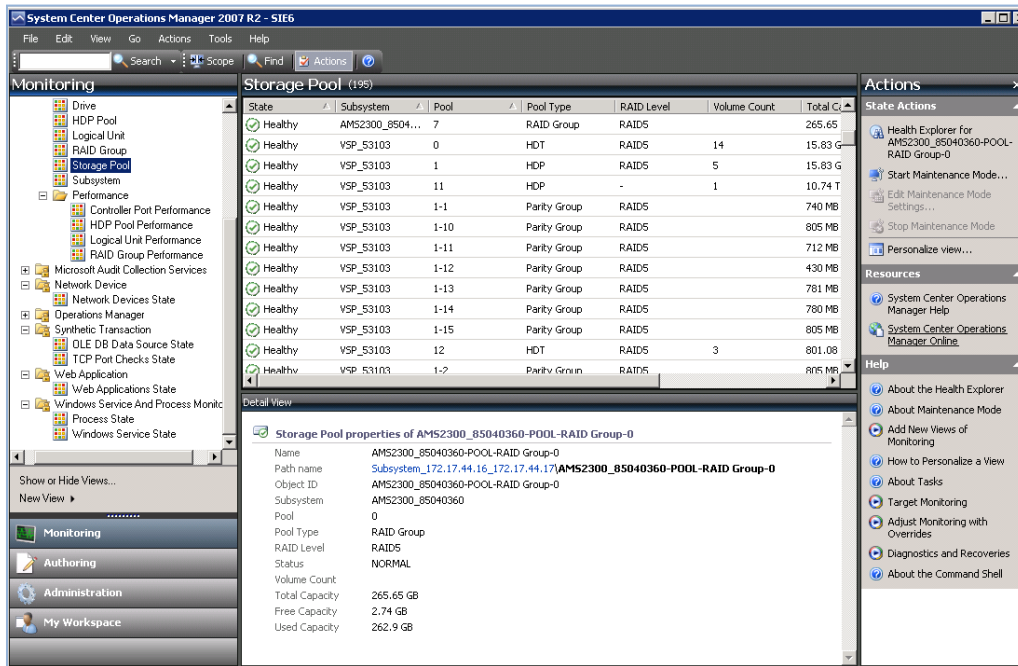 System Center Operations Manager 2007 R2 - SIE6
File Edit View Go Actions Tools Help
Search Scope Find Actions
Monitoring
Drive
HDP Pool
Logical Unit
RAID Group
Storage Pool
Subsystem
Performance
Controller Port Performance
HDP Pool Performance
Logical Unit Performance
RAID Group Performance
Microsoft Audit Collection Services
Network Device
Network Devices State
Operations Manager
Synthetic Transaction
OLE DB Data Source State
TCP Port Checks State
Web Application
Web Applications State
Windows Service And Process Monito
Process State
Windows Service State
Show or Hide Views...
New View
Monitoring
Authoring
Administration
My Workspace
Storage Pool (195)
State Subsystem Pool Pool Type RAID Level Volume Count Total Ca
Healthy AMS2300_8504... 7 RAID Group RAID5 265.65
Healthy VSP_53103 0 HDT RAID5 14 15.83 G
Healthy VSP_53103 1 HDP RAID5 5 15.83 G
Healthy VSP_53103 11 HDP - 1 10.74 T
Healthy VSP_53103 1-1 Parity Group RAID5 740 MB
Healthy VSP_53103 1-10 Parity Group RAID5 805 MB
Healthy VSP_53103 1-11 Parity Group RAID5 712 MB
Healthy VSP_53103 1-12 Parity Group RAID5 430 MB
Healthy VSP_53103 1-13 Parity Group RAID5 781 MB
Healthy VSP_53103 1-14 Parity Group RAID5 780 MB
Healthy VSP_53103 1-15 Parity Group RAID5 805 MB
Healthy VSP_53103 12 HDT RAID5 3 801.08
Healthy VSP_53103 1-2 Parity Group RAID5 805 MB
Detail View
Storage Pool properties of AMS2300_85040360-POOL-RAID Group-0
Name AMS2300_85040360-POOL-RAID Group-0
Path name Subsystem_172.17.44.16_172.17.44.17\AMS2300_85040360-POOL-RAID Group-0
Object ID AMS2300_85040360-POOL-RAID Group-0
Subsystem AMS2300_85040360
Pool 0
Pool Type RAID Group
RAID Level RAID5
Status NORMAL
Volume Count
Total Capacity 265.65 GB
Free Capacity 2.74 GB
Used Capacity 262.9 GB
Actions
State Actions
Health Explorer for
AMS2300_85040360-POOL-
RAID Group-0
Start Maintenance Mode...
Edit Maintenance Mode
Settings...
Stop Maintenance Mode
Personalize view...
Resources
System Center Operations
Manager Help
System Center Operations
Manager Online
Help
About the Health Explorer
About Maintenance Mode
Add New Views of
Monitoring
How to Personalize a View
About Tasks
Target Monitoring
Adjust Monitoring with
Overrides
Diagnostics and Recoveries
About the Command Shell